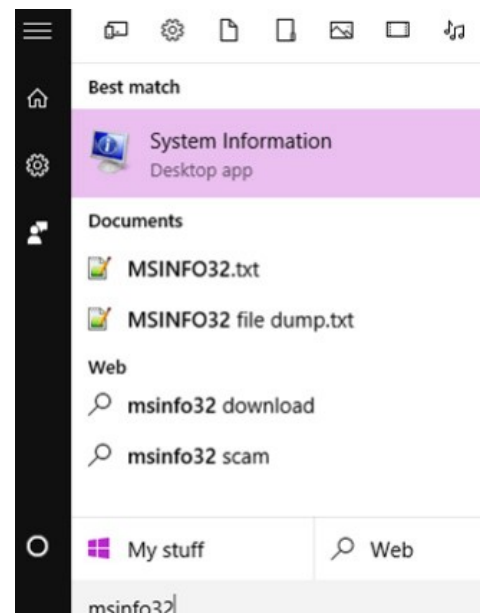 Best match
System Information
Desktop app
Documents
MSINFO32.txt
MSINFO32 file dump.txt
Web
msinfo32 download
msinfo32 scam
My stuff
Web
msinfo32